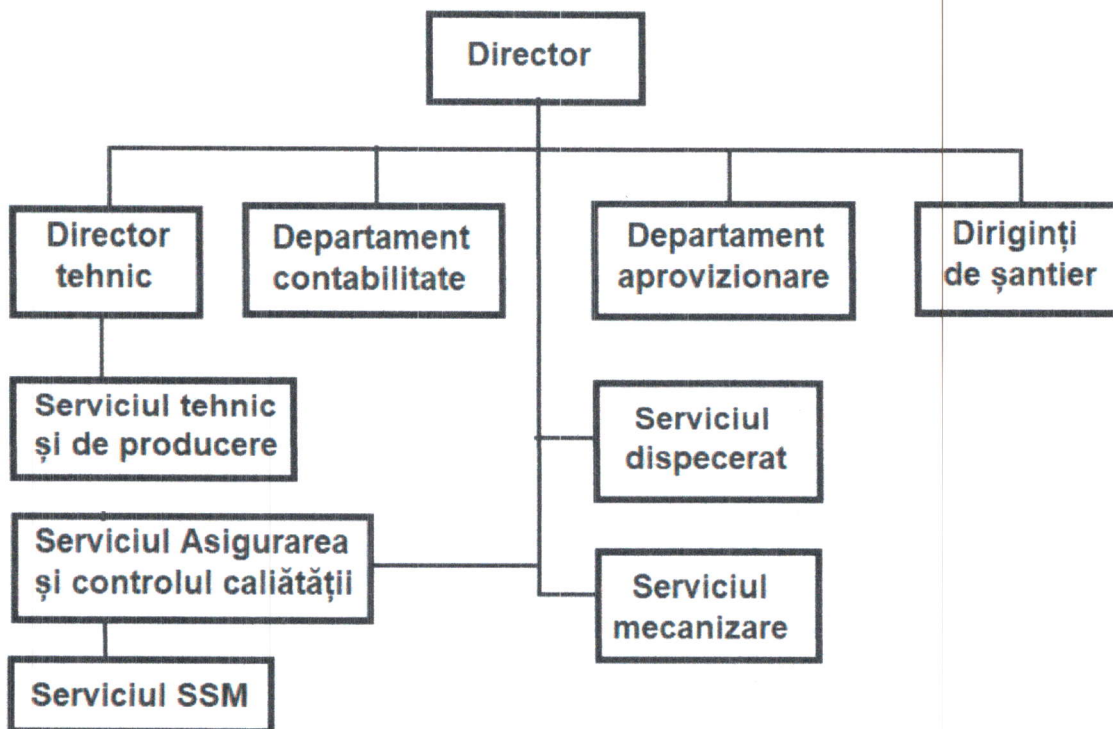 Director
Director
tehnic
Departament
contabilitate
Departament
aprovizionare
Diriginți
de șantier
Serviciul tehnic
și de producere
Serviciul
dispecerat
Serviciul Asigurarea
și controlul caliătății
Serviciul
mecanizare
Serviciul SSM